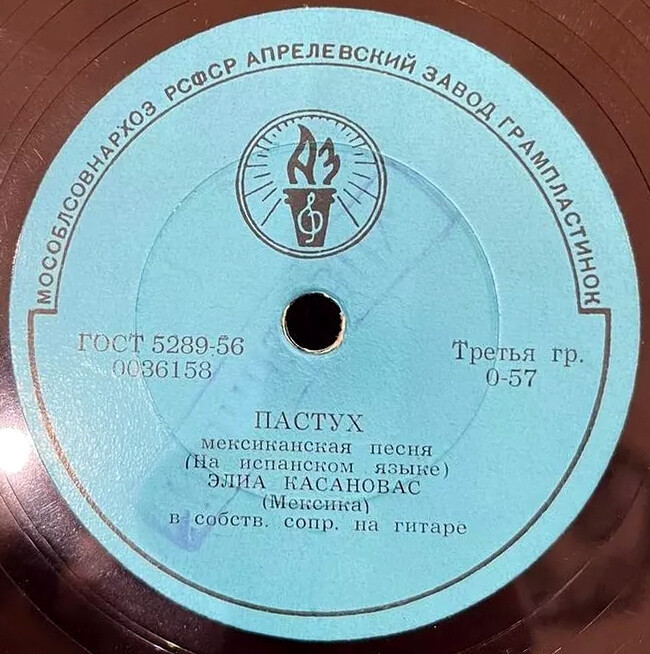 МОСОБЛСОВНАРХОЗ РСФСР АПРЕЛЕВСКИЙ ЗАВОД ГРАМПЛАСТИНОК
АЗ
ГОСТ 5289-56
0036158
Третья гр.
0-57
ПАСТУХ
мексиканская песня
(На испанском языке)
ЭЛИА КАСАНОВАС
(Мексика)
в собств. сопр. на гитаре